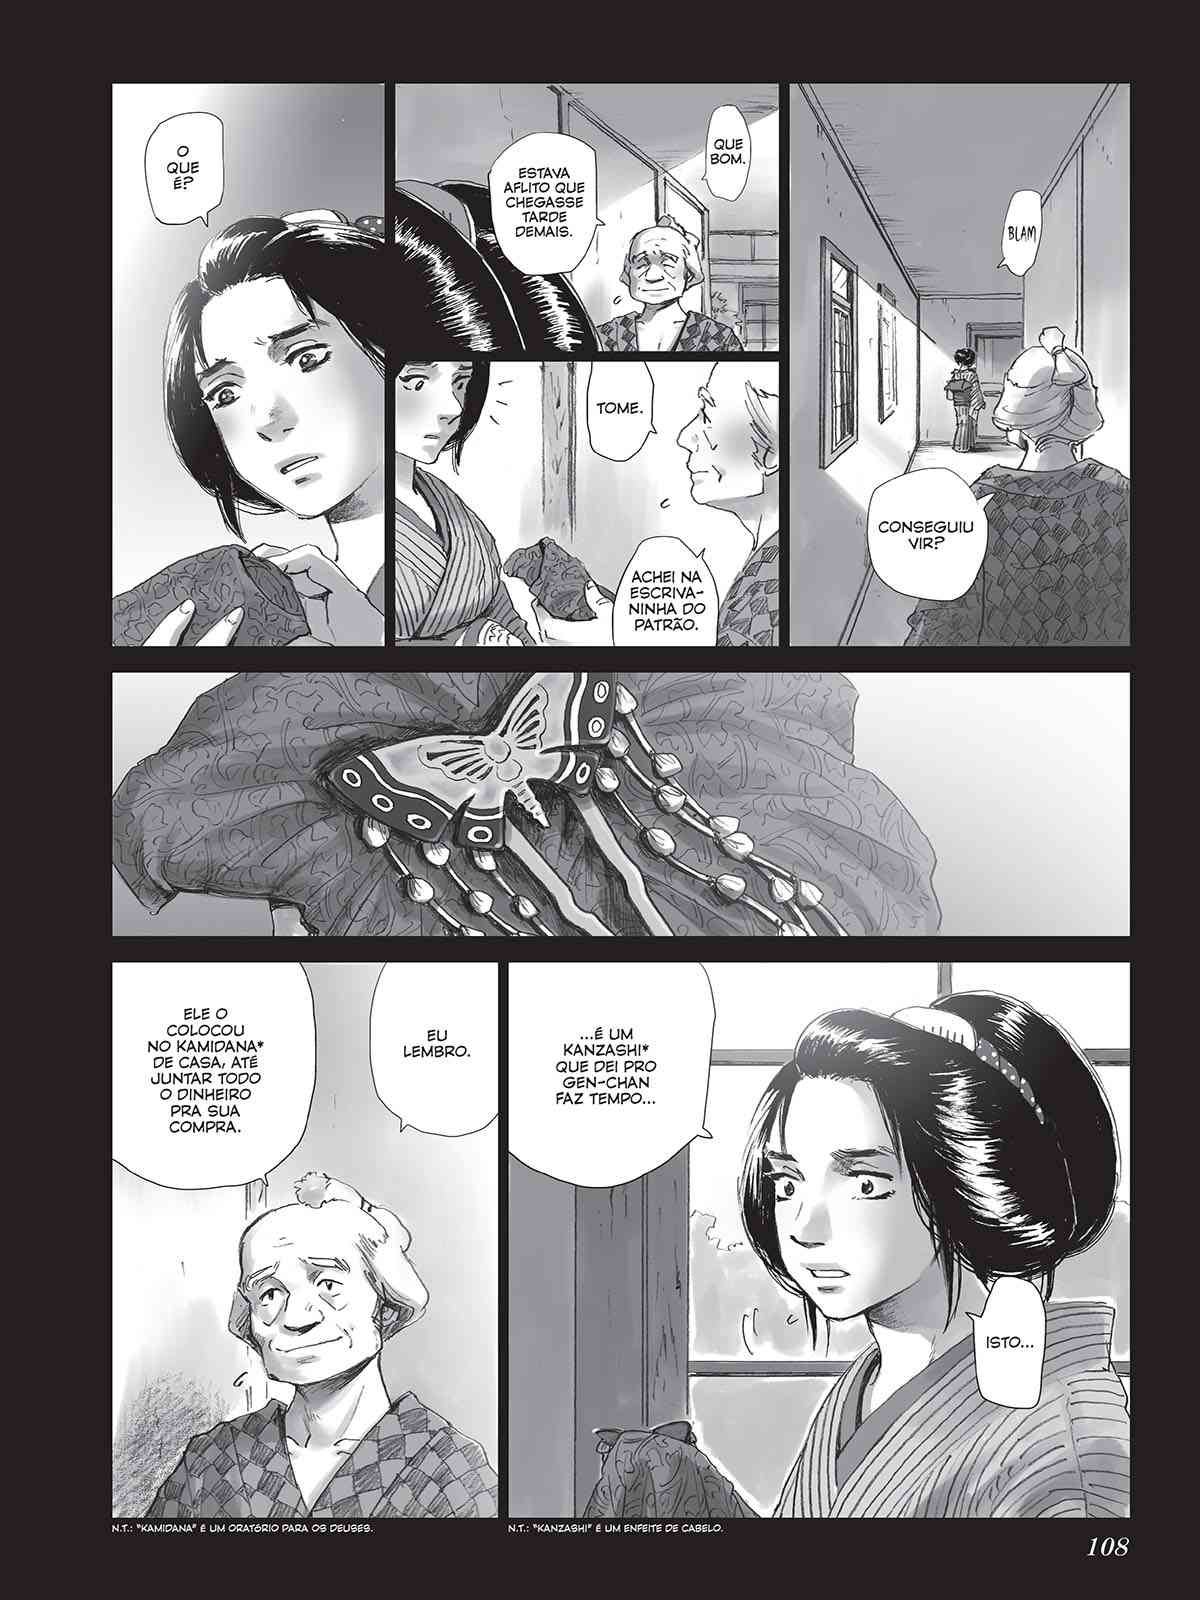 BLAM
CONSEGUIU
VIR?
QUE
BOM.
ESTAVA
AFLITO QUE
CHEGASSE
TARDE
DEMAIS.
TOME.
ACHEI NA
ESCRIVA-
NINHA DO
PATRÃO.
O
QUE
É?
ISTO...
...É UM
KANZASHI*
QUE DEI PRO
GEN-CHAN
FAZ TEMPO...
EU
LEMBRO.
ELE O
COLOCOU
NO KAMIDANA*
DE CASA, ATÉ
JUNTAR TODO
O DINHEIRO
PRA SUA
COMPRA.
N.T.: "KANZASHI" É UM ENFEITE DE CABELO.
N.T.: "KAMIDANA" É UM ORATÓRIO PARA OS DEUSES.
108